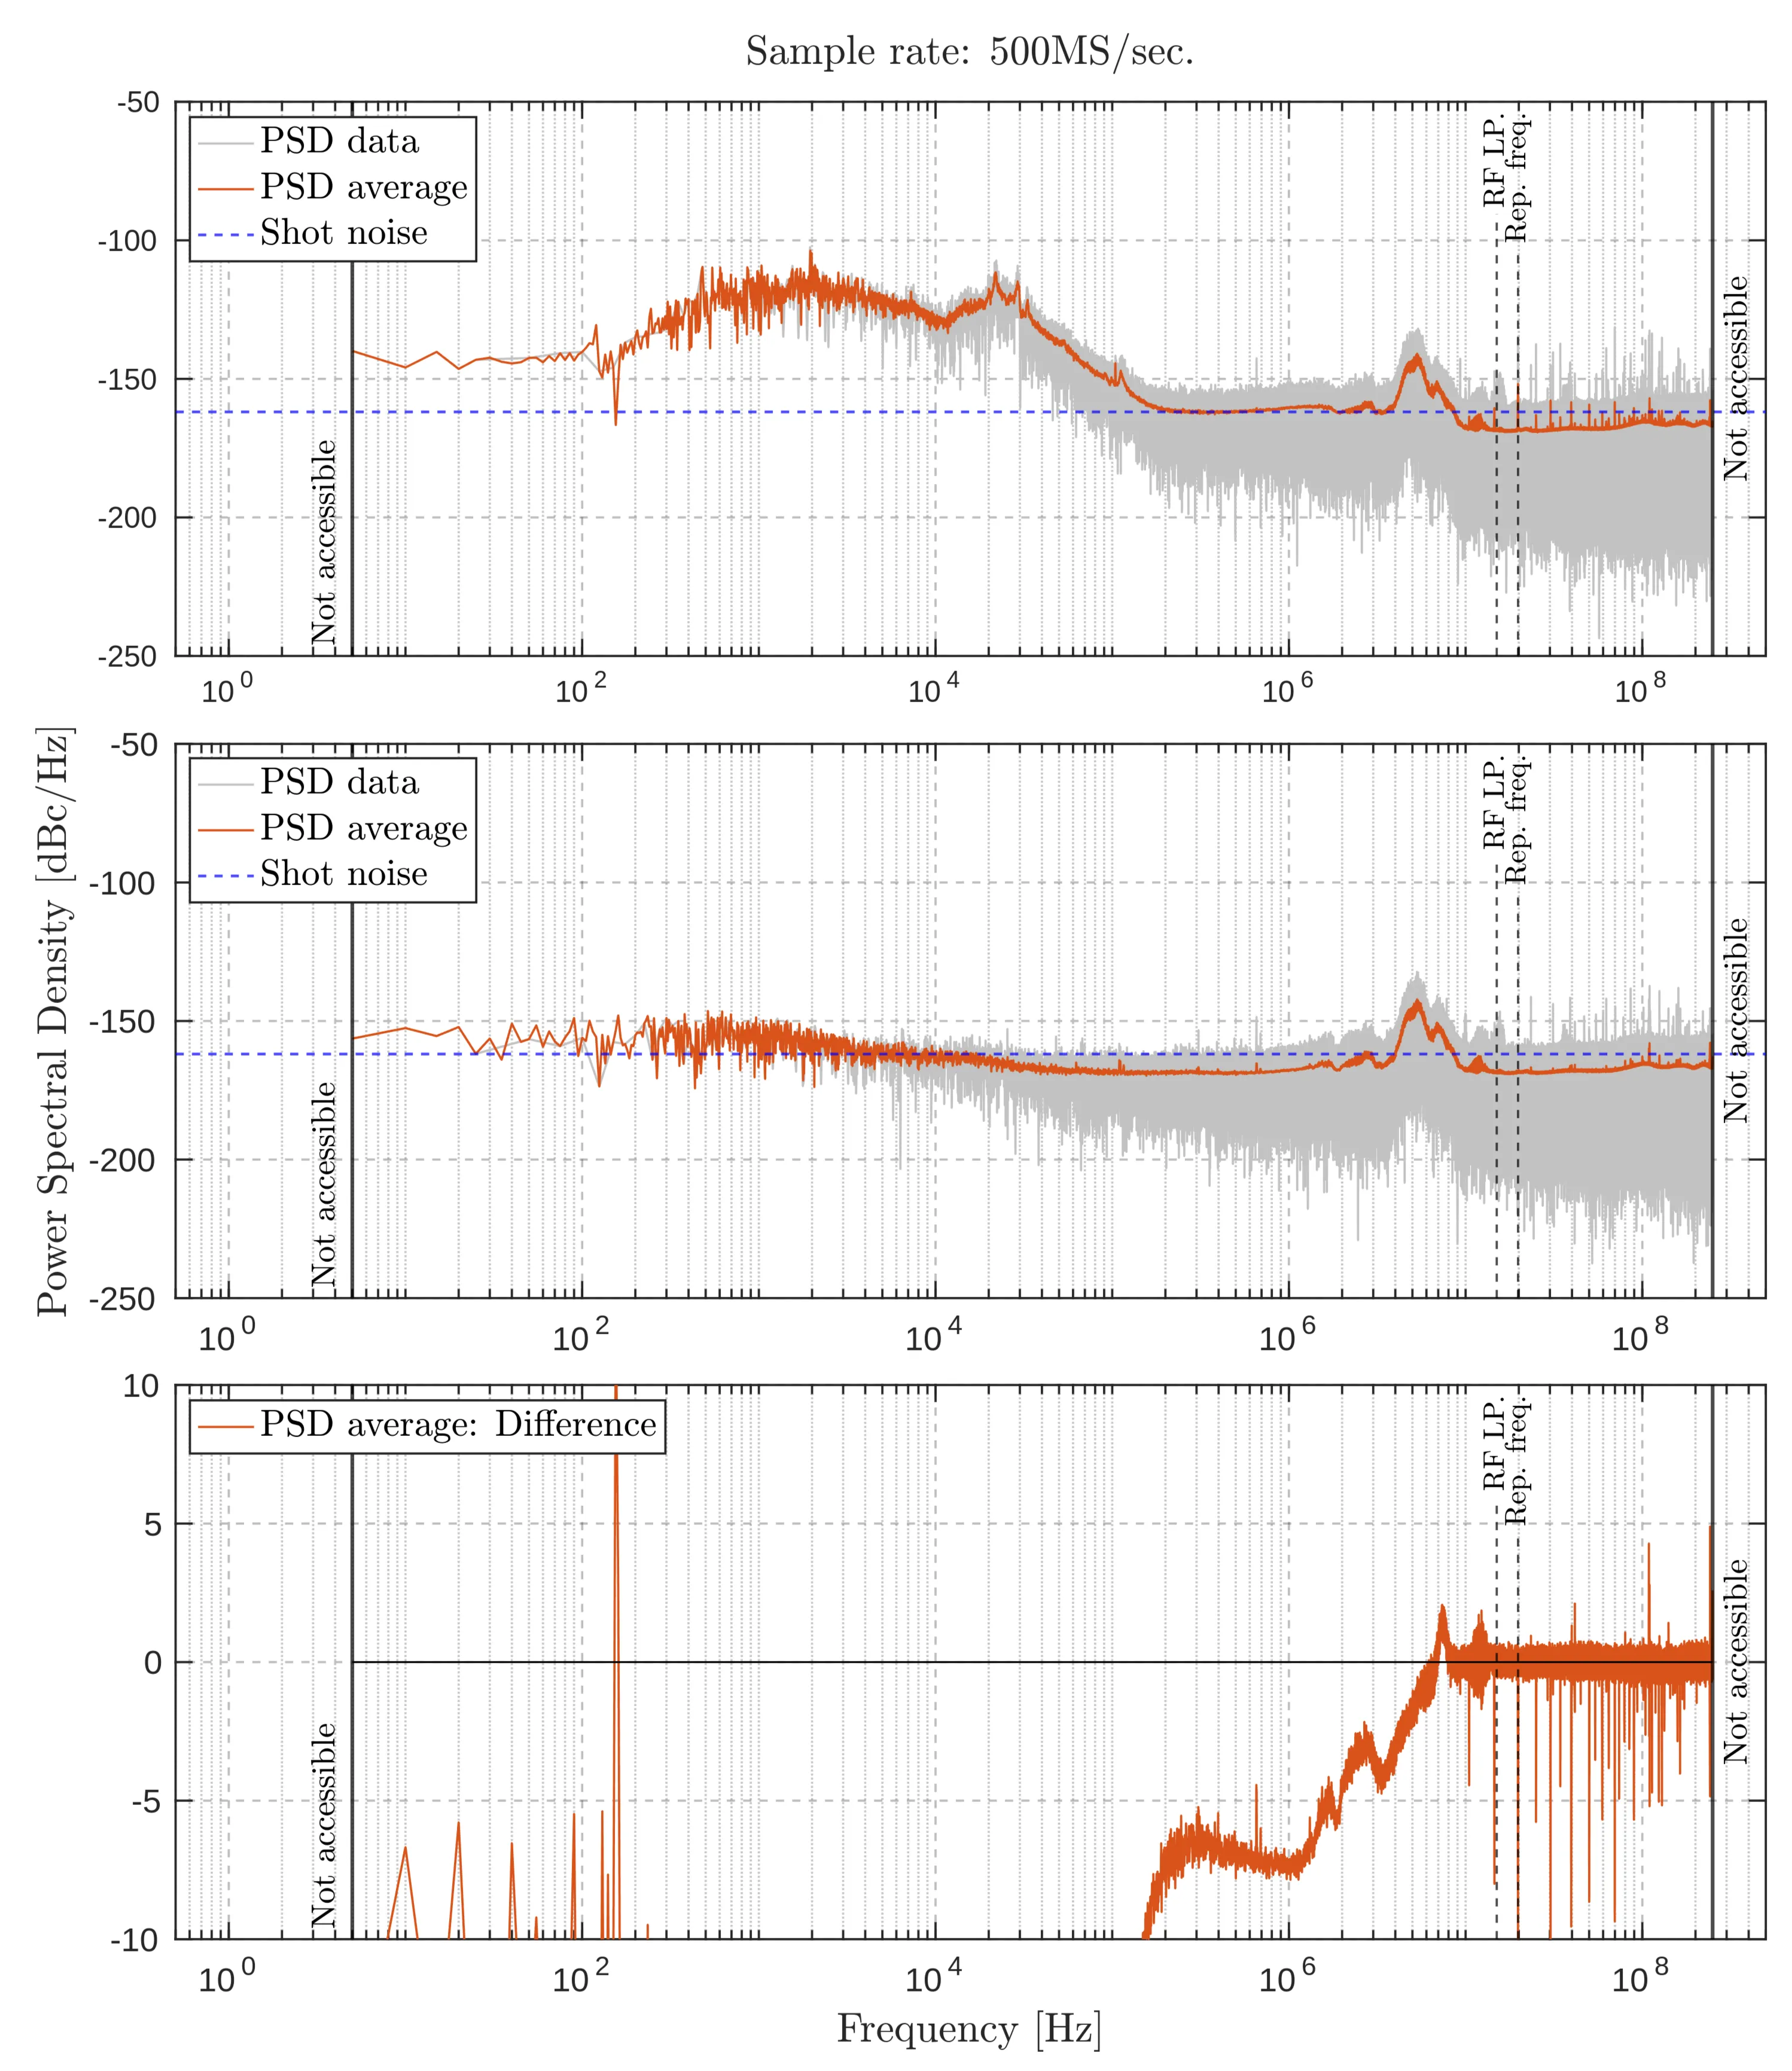 Sample rate: 500MS/sec.
-50
-100
-150
-200
-250
PSD data
PSD average
Shot noise
Not accessible
RF LP.
Rep. freq.
Not accessible
10^0
10^2
10^4
10^6
10^8
Power Spectral Density [dBc/Hz]
-50
-100
-150
-200
-250
PSD data
PSD average
Shot noise
Not accessible
RF LP.
Rep. freq.
Not accessible
10^0
10^2
10^4
10^6
10^8
10
5
0
-5
-10
PSD average: Difference
Not accessible
RF LP.
Rep. freq.
Not accessible
10^0
10^2
10^4
10^6
10^8
Frequency [Hz]